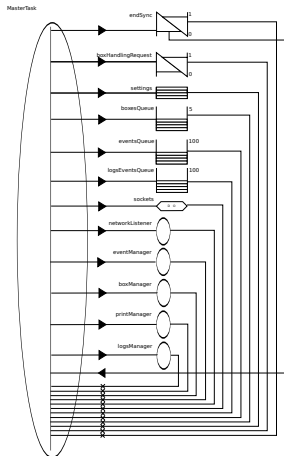 MasterTask
endSync
1
0
boxHandlingRequest
1
0
settings
boxesQueue
5
eventsQueue
100
logsEventsQueue
100
sockets
networkListener
eventManager
boxManager
printManager
logsManager